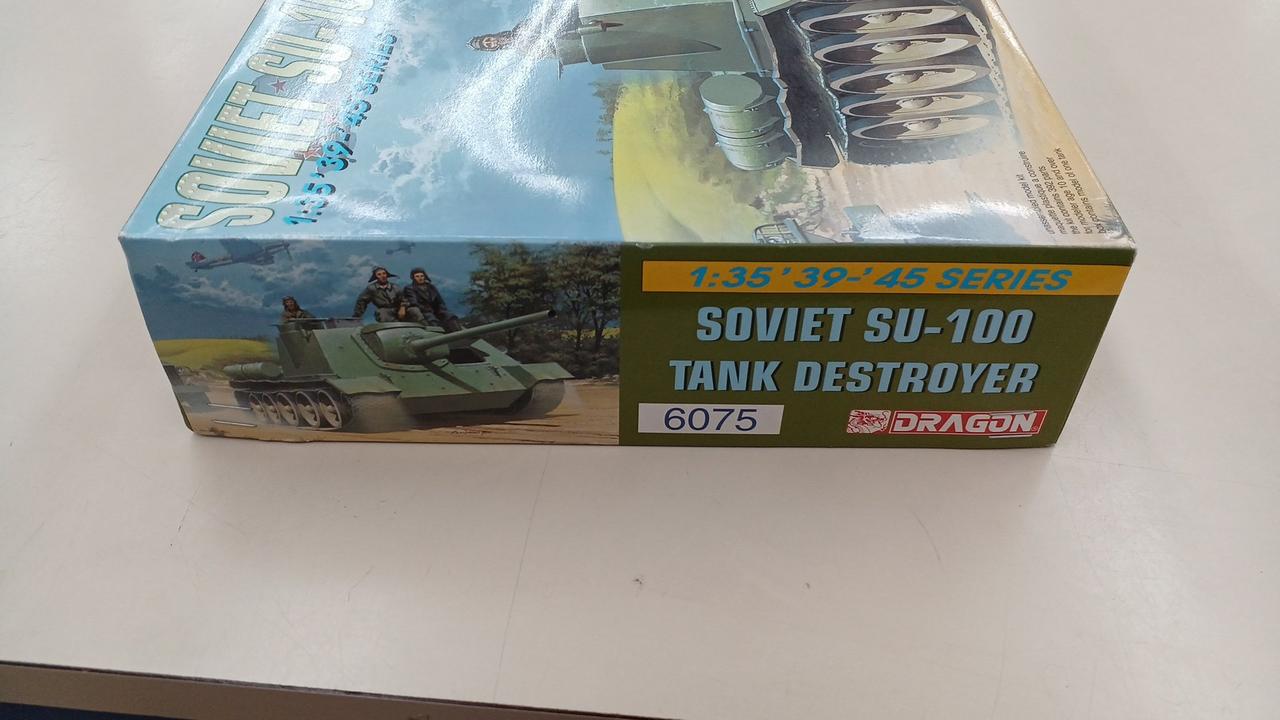 SOVIET SU-10
1:35 '39-'45 SERIES
1:35 '39-'45 SERIES
SOVIET SU-100
TANK DESTROYER
6075
DRAGON